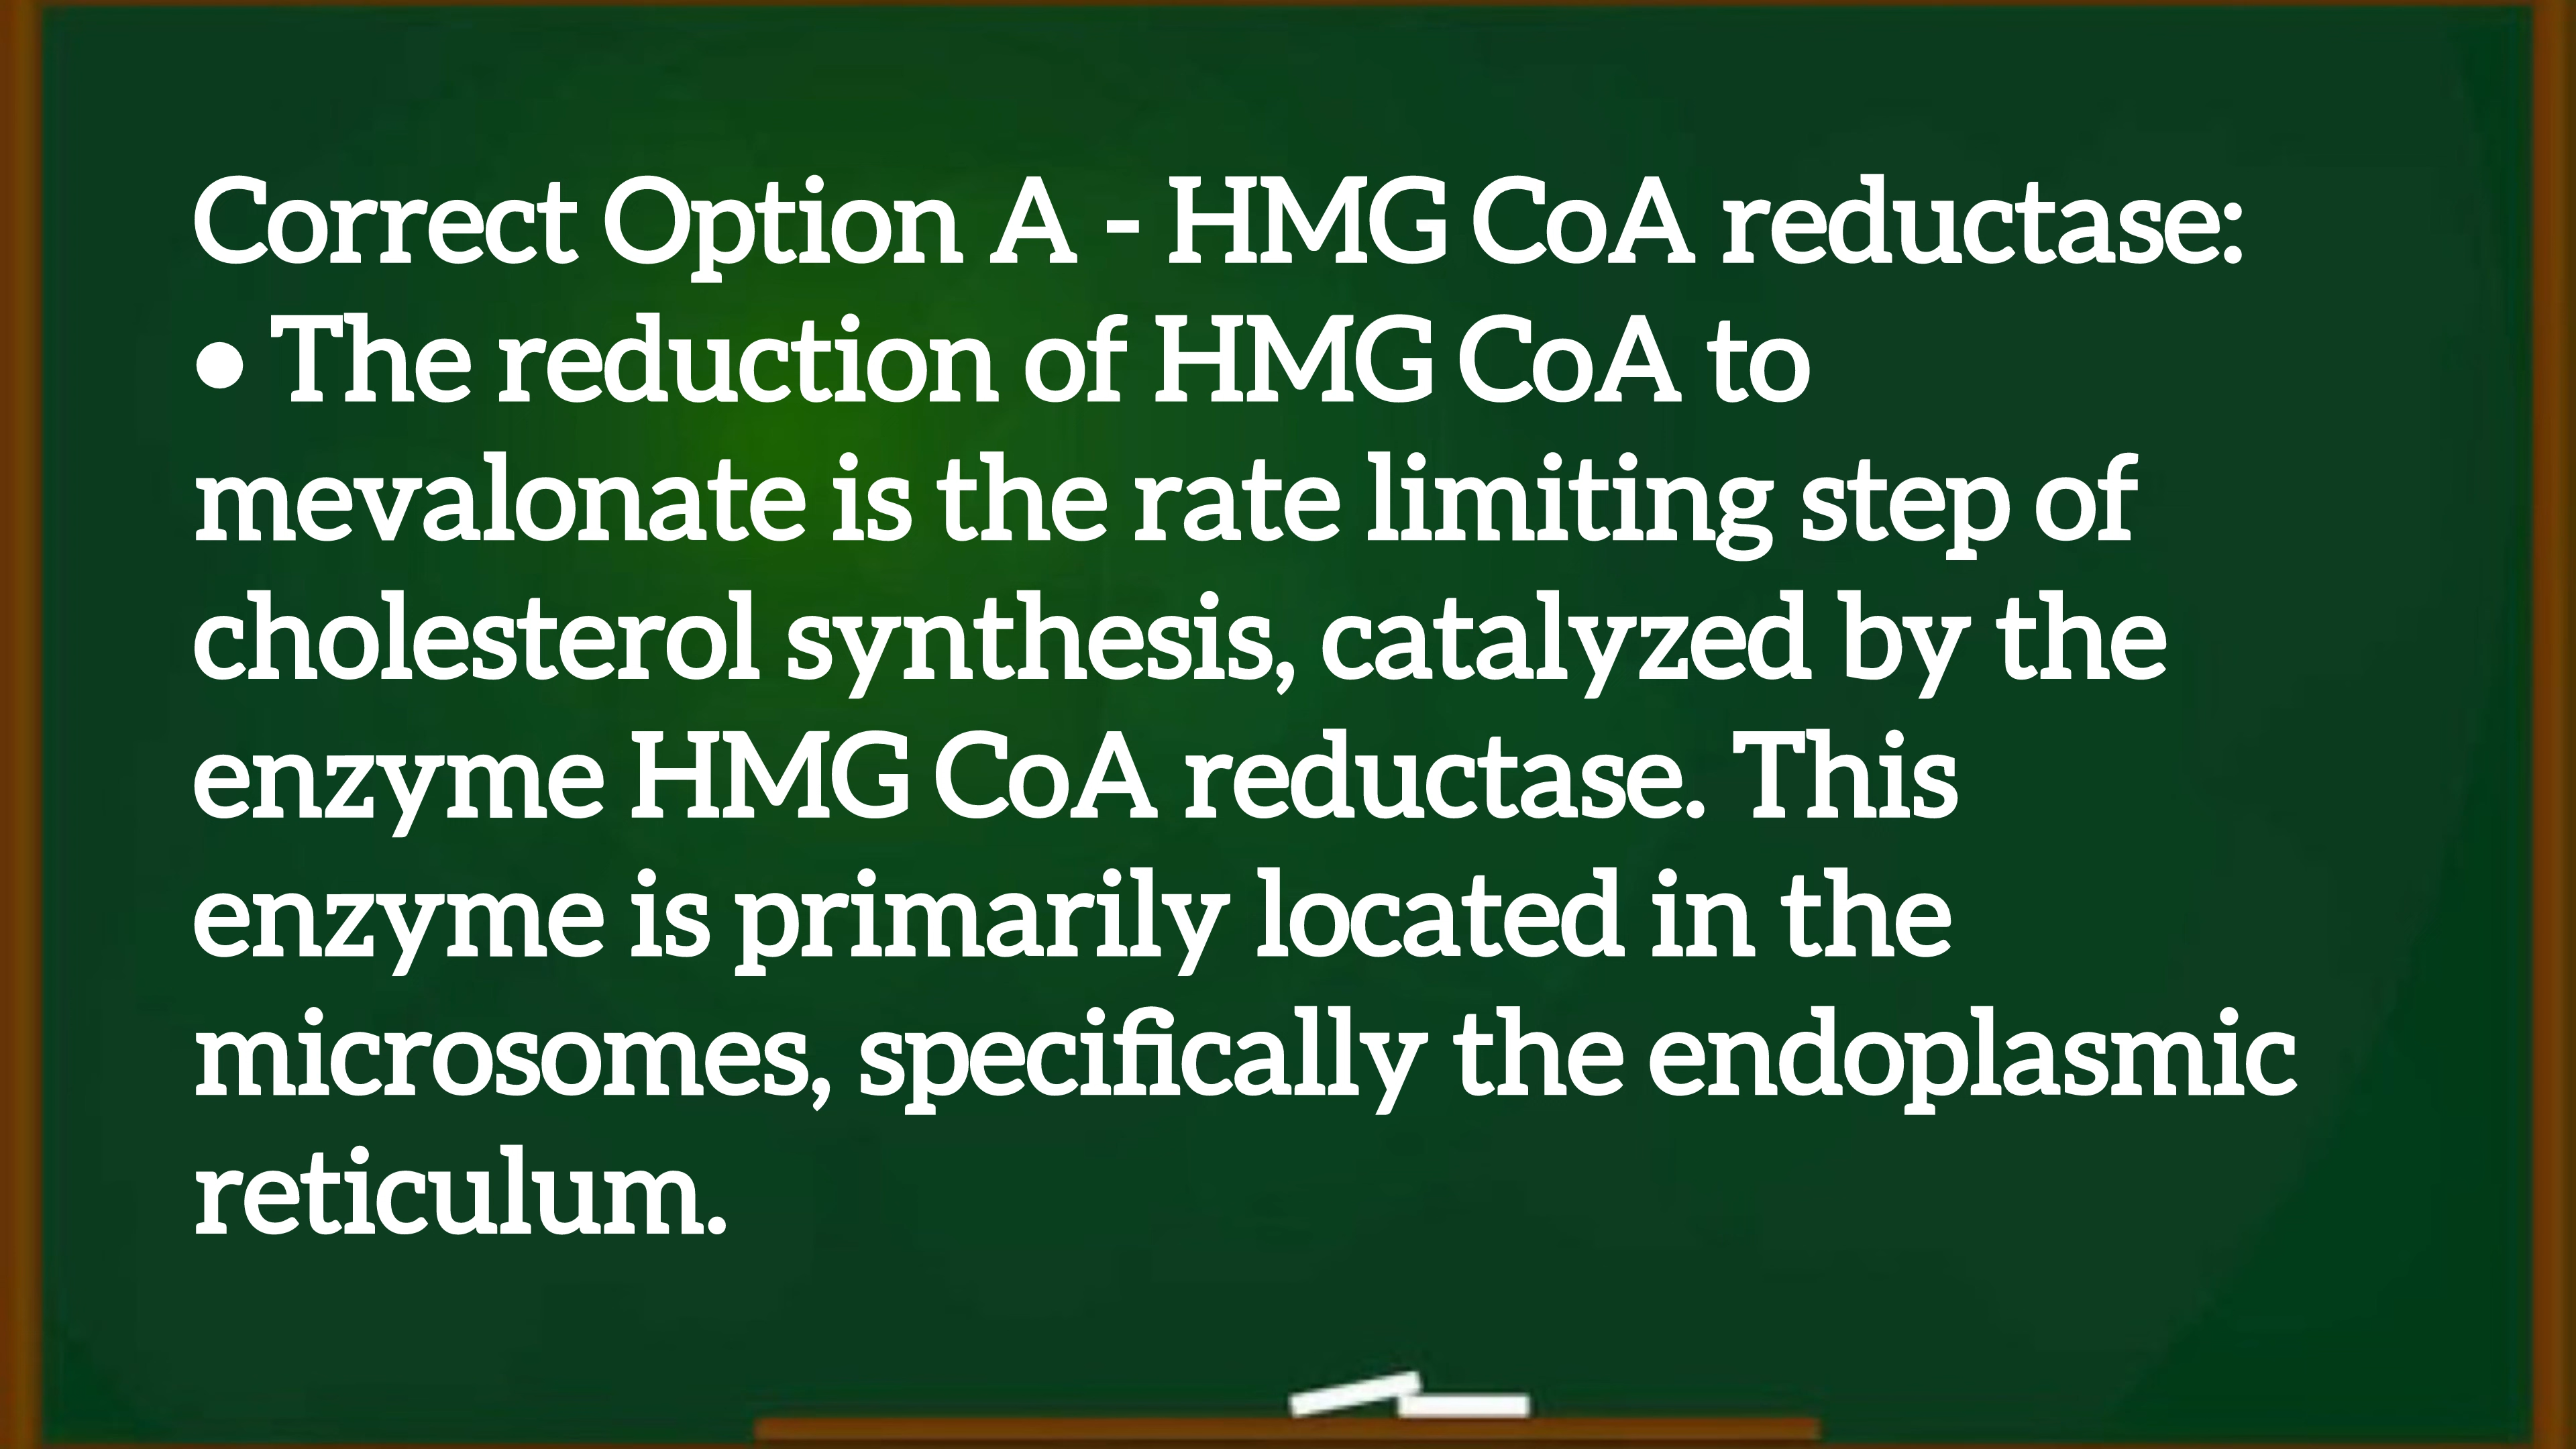 Correct Option A - HMG CoA reductase:
● The reduction of HMG CoA to
mevalonate is the rate limiting step of
cholesterol synthesis, catalyzed by the
enzyme HMG CoA reductase. This
enzyme is primarily located in the
microsomes, specifically the endoplasmic
reticulum.